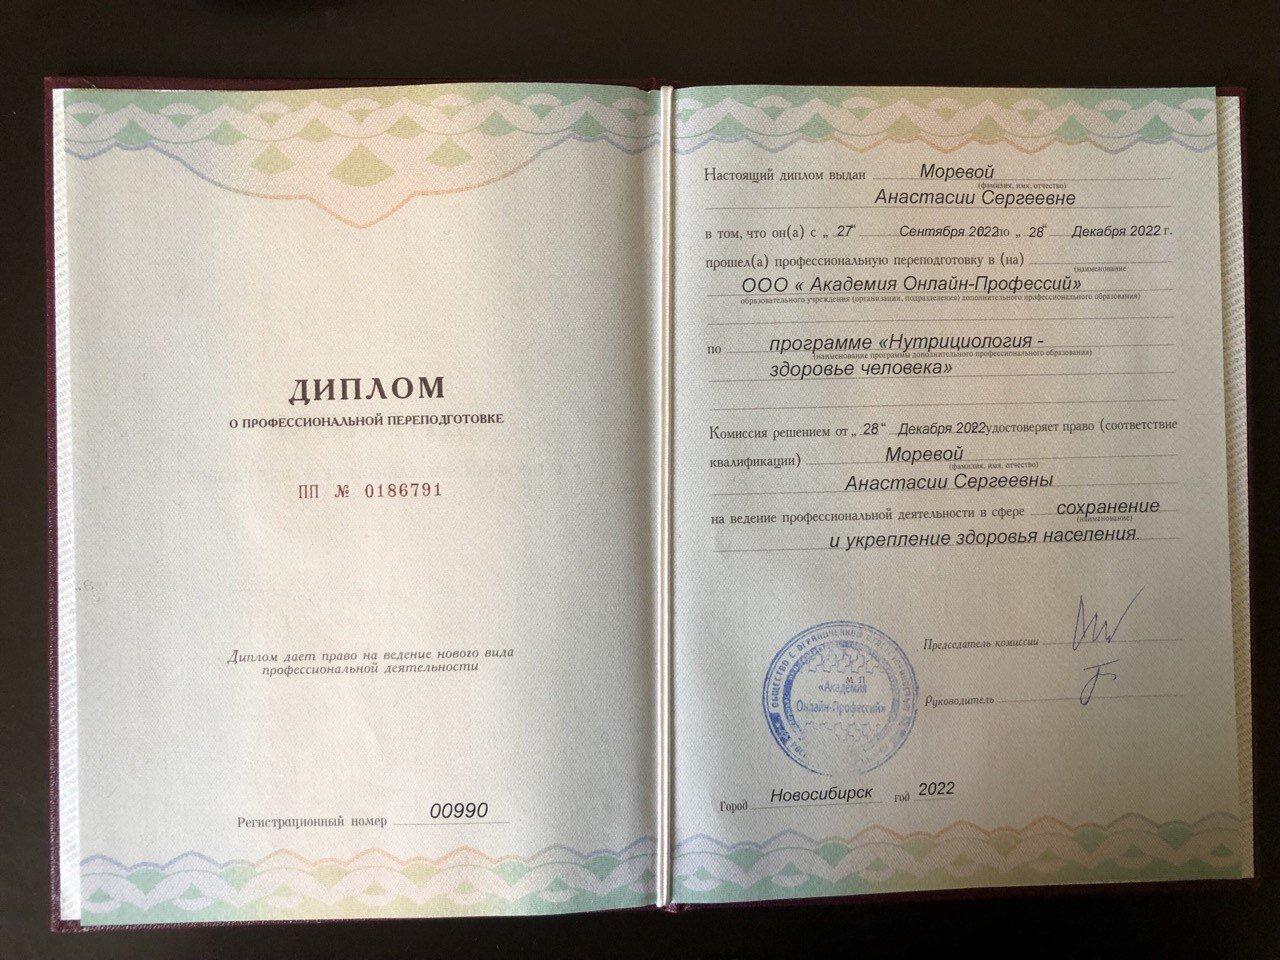 ДИПЛОМ
О ПРОФЕССИОНАЛЬНОЙ ПЕРЕПОДГОТОВКЕ
ПП № 0186791
Диплом дает право на ведение нового вида
профессиональной деятельности
Регистрационный номер 00990
Настоящий диплом выдан Моревой
(фамилия, имя, отчество)
Анастасии Сергеевне
в том, что он(а) с „ 27“ Сентября 2022 по „ 28“ Декабря 2022 г.
прошел(а) профессиональную переподготовку в (на)
(наименование
ООО « Академия Онлайн-Профессий»
образовательного учреждения (организации, подразделения) дополнительного профессионального образования)
по программе «Нутрициология -
(наименование программы дополнительного профессионального образования)
здоровье человека»
Комиссия решением от „ 28“ Декабря 2022 удостоверяет право (соответствие
квалификации) Моревой
(фамилия, имя, отчество)
Анастасии Сергеевны
на ведение профессиональной деятельности в сфере сохранение
(наименование)
и укрепление здоровья населения.
Председатель комиссии
ОБЩЕСТВО С ОГРАНИЧЕННОЙ ОТВЕТСТВЕННОСТЬЮ
М. П.
«Академия
Онлайн-Профессий»
Руководитель
Город Новосибирск год 2022